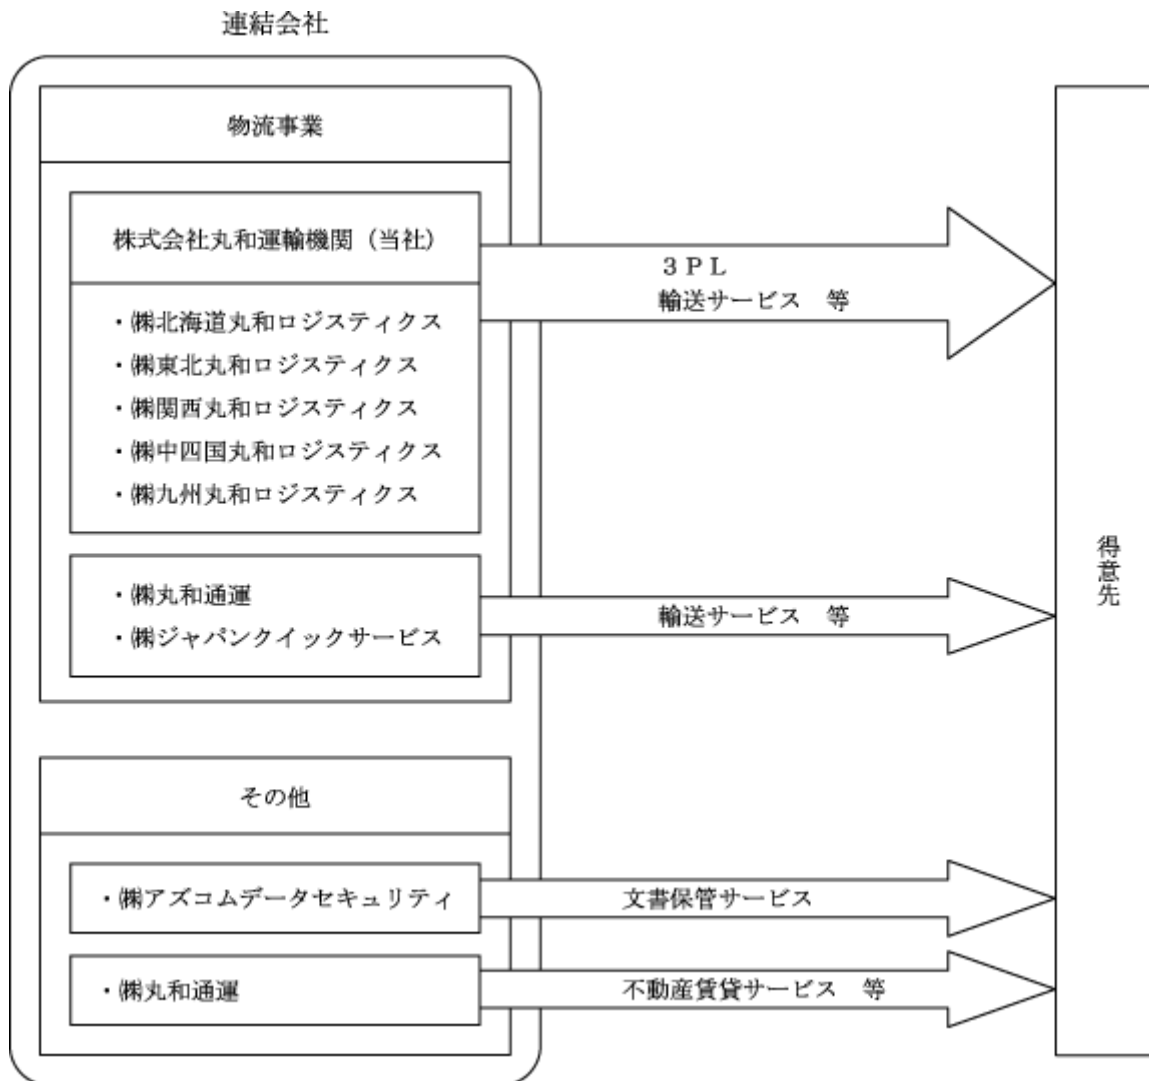 連結会社
物流事業
株式会社丸和運輸機関（当社）
・㈱北海道丸和ロジスティクス
・㈱東北丸和ロジスティクス
・㈱関西丸和ロジスティクス
・㈱中四国丸和ロジスティクス
・㈱九州丸和ロジスティクス
３ＰＬ
輸送サービス　等
・㈱丸和通運
・㈱ジャパンクイックサービス
輸送サービス　等
その他
・㈱アズコムデータセキュリティ
文書保管サービス
・㈱丸和通運
不動産賃貸サービス　等
得意先